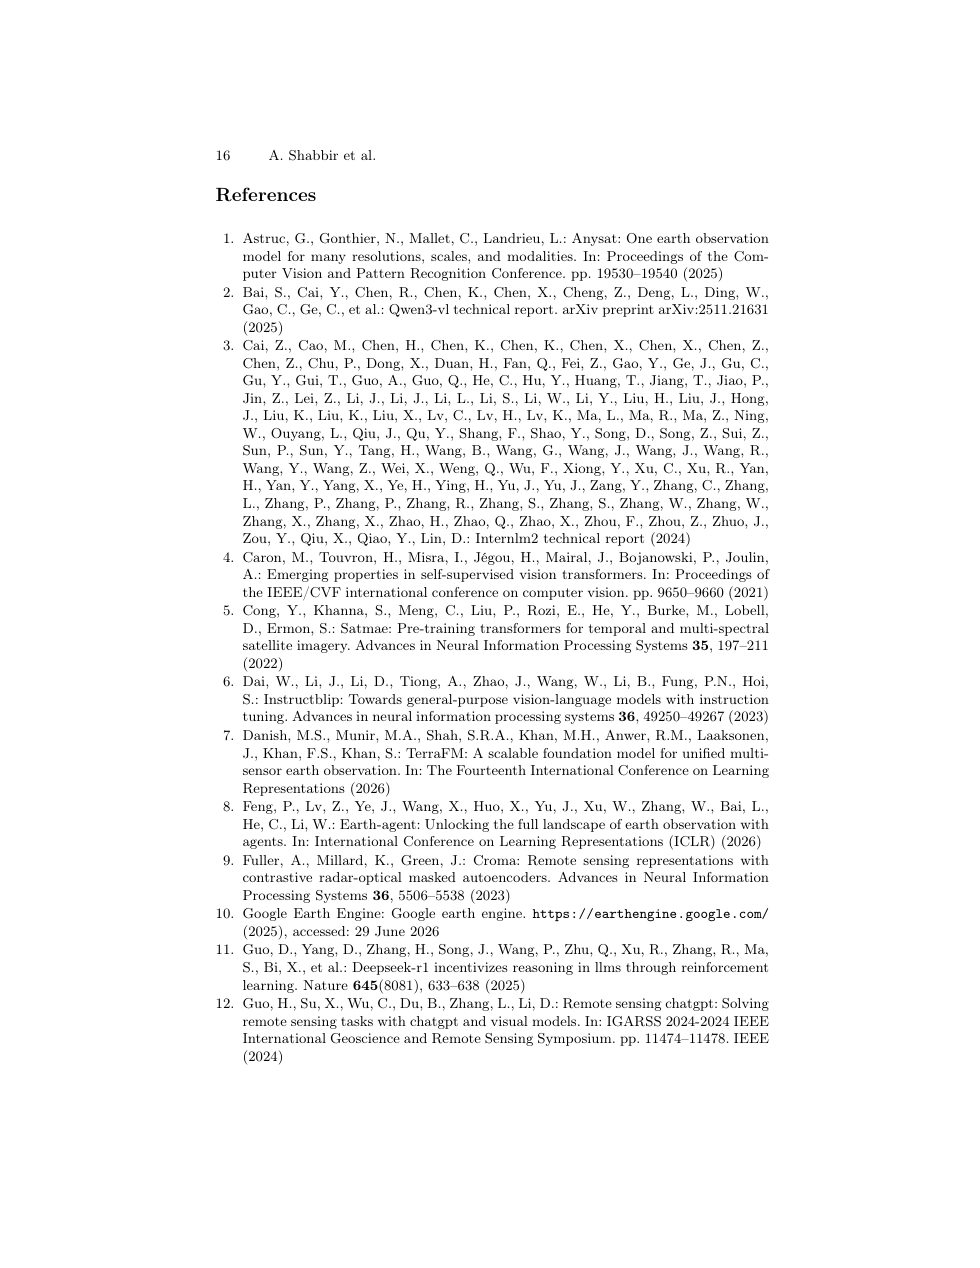 16 A. Shabbir et al.
References
1. Astruc, G., Gonthier, N., Mallet, C., Landrieu, L.: Anysat: One earth observation
model for many resolutions, scales, and modalities. In: Proceedings of the Com-
puter Vision and Pattern Recognition Conference. pp. 19530–19540 (2025)
2. Bai, S., Cai, Y., Chen, R., Chen, K., Chen, X., Cheng, Z., Deng, L., Ding, W.,
Gao, C., Ge, C., et al.: Qwen3-vl technical report. arXiv preprint arXiv:2511.21631
(2025)
3. Cai, Z., Cao, M., Chen, H., Chen, K., Chen, K., Chen, X., Chen, X., Chen, Z.,
Chen, Z., Chu, P., Dong, X., Duan, H., Fan, Q., Fei, Z., Gao, Y., Ge, J., Gu, C.,
Gu, Y., Gui, T., Guo, A., Guo, Q., He, C., Hu, Y., Huang, T., Jiang, T., Jiao, P.,
Jin, Z., Lei, Z., Li, J., Li, J., Li, L., Li, S., Li, W., Li, Y., Liu, H., Liu, J., Hong,
J., Liu, K., Liu, K., Liu, X., Lv, C., Lv, H., Lv, K., Ma, L., Ma, R., Ma, Z., Ning,
W., Ouyang, L., Qiu, J., Qu, Y., Shang, F., Shao, Y., Song, D., Song, Z., Sui, Z.,
Sun, P., Sun, Y., Tang, H., Wang, B., Wang, G., Wang, J., Wang, J., Wang, R.,
Wang, Y., Wang, Z., Wei, X., Weng, Q., Wu, F., Xiong, Y., Xu, C., Xu, R., Yan,
H., Yan, Y., Yang, X., Ye, H., Ying, H., Yu, J., Yu, J., Zang, Y., Zhang, C., Zhang,
L., Zhang, P., Zhang, P., Zhang, R., Zhang, S., Zhang, S., Zhang, W., Zhang, W.,
Zhang, X., Zhang, X., Zhao, H., Zhao, Q., Zhao, X., Zhou, F., Zhou, Z., Zhuo, J.,
Zou, Y., Qiu, X., Qiao, Y., Lin, D.: Internlm2 technical report (2024)
4. Caron, M., Touvron, H., Misra, I., Jégou, H., Mairal, J., Bojanowski, P., Joulin,
A.: Emerging properties in self-supervised vision transformers. In: Proceedings of
the IEEE/CVF international conference on computer vision. pp. 9650–9660 (2021)
5. Cong, Y., Khanna, S., Meng, C., Liu, P., Rozi, E., He, Y., Burke, M., Lobell,
D., Ermon, S.: Satmae: Pre-training transformers for temporal and multi-spectral
satellite imagery. Advances in Neural Information Processing Systems 35, 197–211
(2022)
6. Dai, W., Li, J., Li, D., Tiong, A., Zhao, J., Wang, W., Li, B., Fung, P.N., Hoi,
S.: Instructblip: Towards general-purpose vision-language models with instruction
tuning. Advances in neural information processing systems 36, 49250–49267 (2023)
7. Danish, M.S., Munir, M.A., Shah, S.R.A., Khan, M.H., Anwer, R.M., Laaksonen,
J., Khan, F.S., Khan, S.: TerraFM: A scalable foundation model for unified multi-
sensor earth observation. In: The Fourteenth International Conference on Learning
Representations (2026)
8. Feng, P., Lv, Z., Ye, J., Wang, X., Huo, X., Yu, J., Xu, W., Zhang, W., Bai, L.,
He, C., Li, W.: Earth-agent: Unlocking the full landscape of earth observation with
agents. In: International Conference on Learning Representations (ICLR) (2026)
9. Fuller, A., Millard, K., Green, J.: Croma: Remote sensing representations with
contrastive radar-optical masked autoencoders. Advances in Neural Information
Processing Systems 36, 5506–5538 (2023)
10. Google Earth Engine: Google earth engine. https://earthengine.google.com/
(2025), accessed: 29 June 2026
11. Guo, D., Yang, D., Zhang, H., Song, J., Wang, P., Zhu, Q., Xu, R., Zhang, R., Ma,
S., Bi, X., et al.: Deepseek-r1 incentivizes reasoning in llms through reinforcement
learning. Nature 645(8081), 633–638 (2025)
12. Guo, H., Su, X., Wu, C., Du, B., Zhang, L., Li, D.: Remote sensing chatgpt: Solving
remote sensing tasks with chatgpt and visual models. In: IGARSS 2024-2024 IEEE
International Geoscience and Remote Sensing Symposium. pp. 11474–11478. IEEE
(2024)